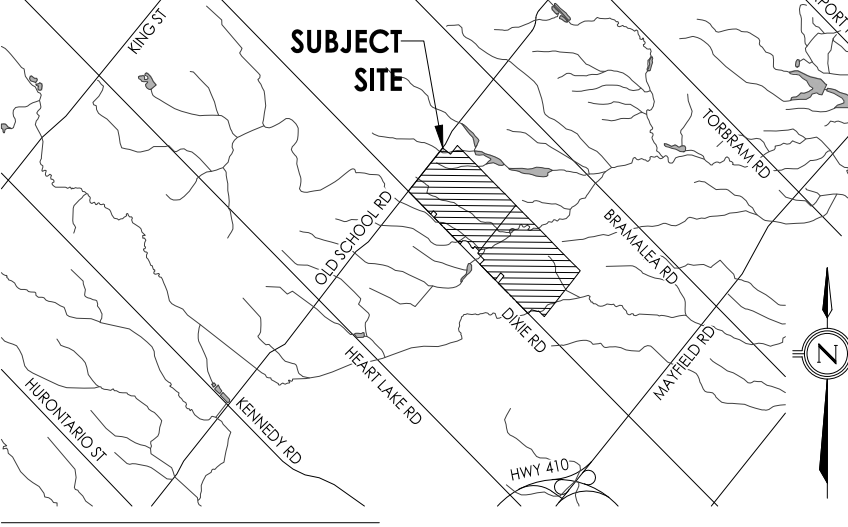 KING ST
SUBJECT
SITE
TORBRAM RD
OLD SCHOOL RD
BRAMALEA RD
DIXIE RD
MAYFIELD RD
HEART LAKE RD
HURONTARIO ST
KENNEDY RD
HWY 410
N